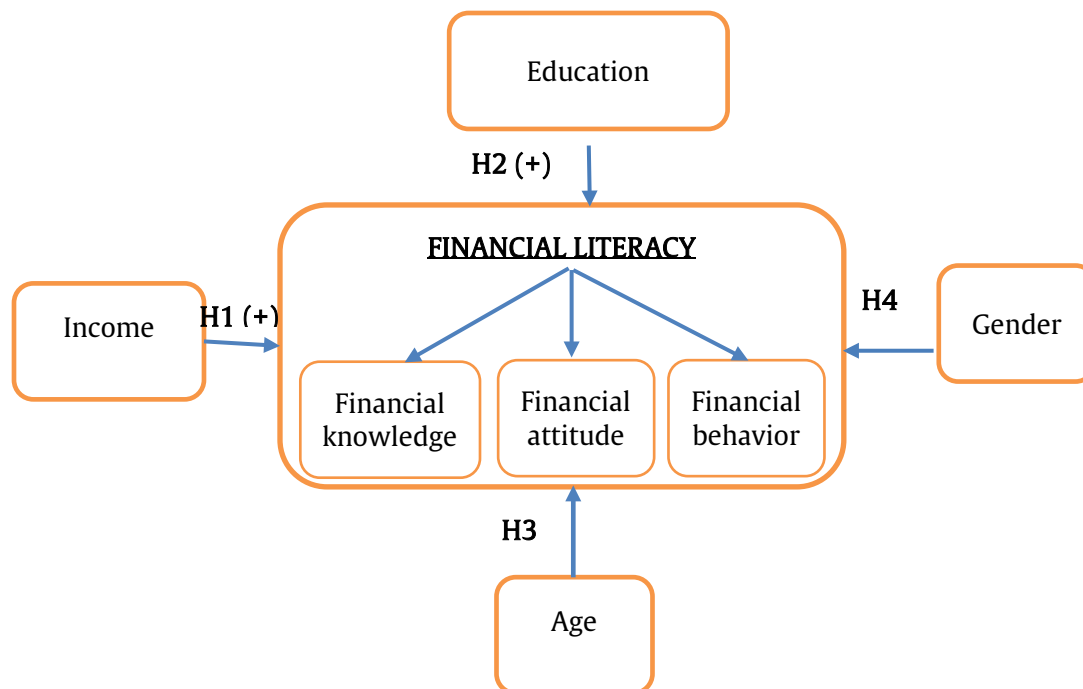 Education
H2 (+)
FINANCIAL LITERACY
Income
H1 (+)
H4
Gender
Financial
knowledge
Financial
attitude
Financial
behavior
H3
Age